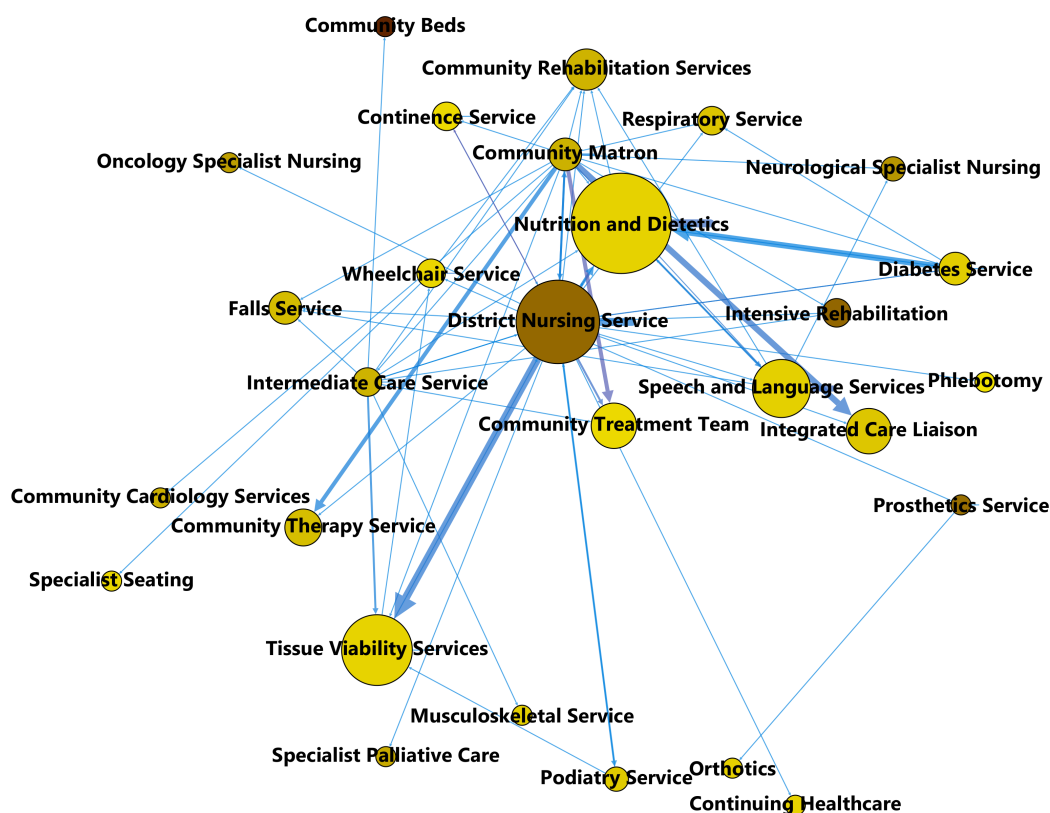 Community Beds
Community Rehabilitation Services
Continence Service
Respiratory Service
Community Matron
Oncology Specialist Nursing
Neurological Specialist Nursing
Nutrition and Dietetics
Wheelchair Service
Diabetes Service
Falls Service
District Nursing Service
Intensive Rehabilitation
Intermediate Care Service
Speech and Language Services
Phlebotomy
Community Treatment Team
Integrated Care Liaison
Community Cardiology Services
Prosthetics Service
Community Therapy Service
Specialist Seating
Tissue Viability Services
Musculoskeletal Service
Specialist Palliative Care
Podiatry Service
Orthotics
Continuing Healthcare